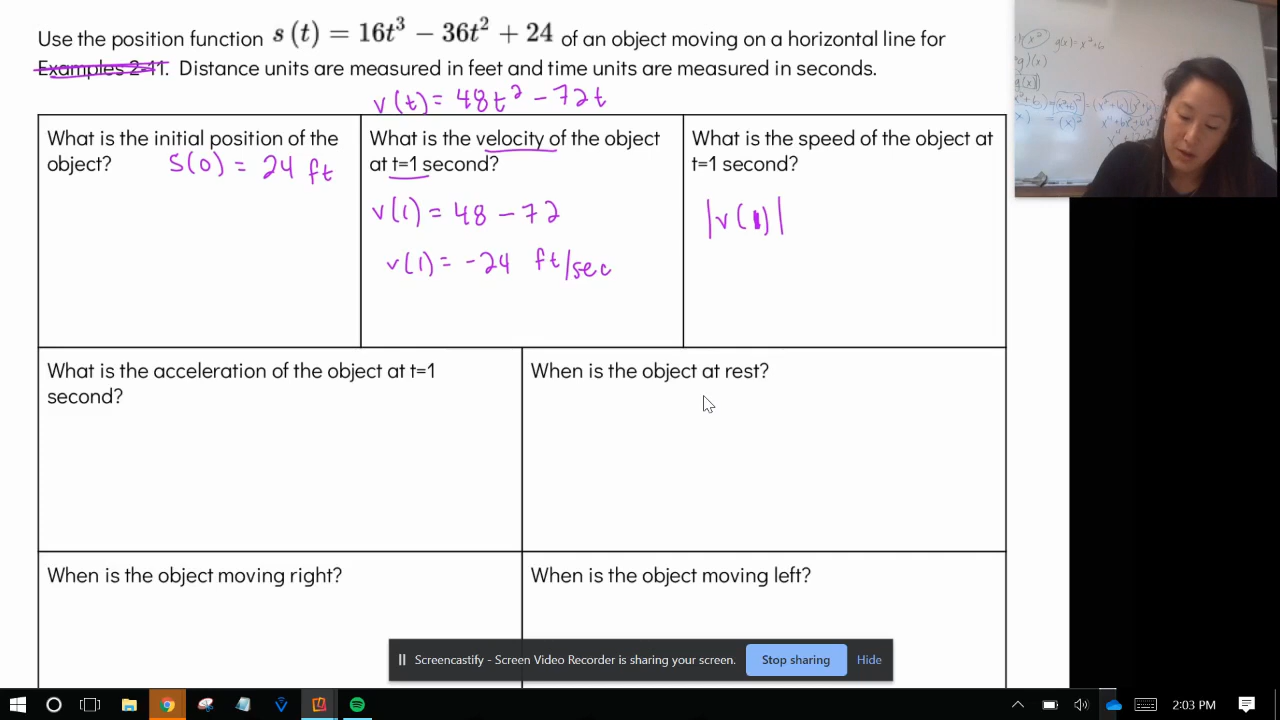 Use the position function s (t) = 16t³ − 36t² + 24 of an object moving on a horizontal line for
Examples 2-11. Distance units are measured in feet and time units are measured in seconds.
v(t) = 48t² − 72t
What is the initial position of the
object? s(0) = 24 ft
What is the velocity of the object
at t=1 second?
v(1) = 48 − 72
v(1) = -24 ft/sec
What is the speed of the object at
t=1 second?
|v(1)|
What is the acceleration of the object at t=1
second?
When is the object at rest?
When is the object moving right?
When is the object moving left?
Screencastify - Screen Video Recorder is sharing your screen.
Stop sharing
Hide
2:03 PM